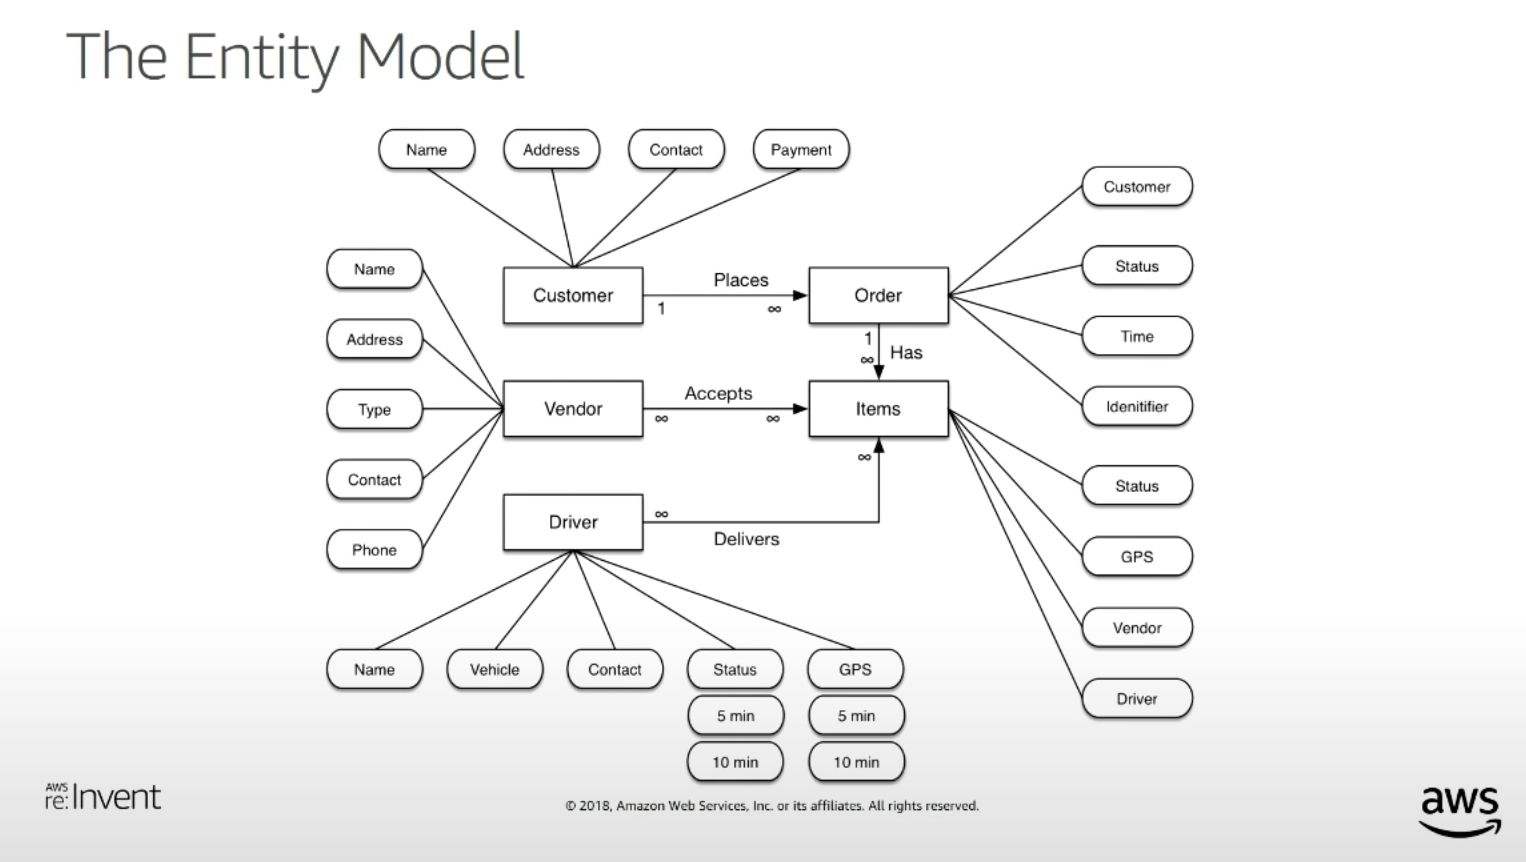 The Entity Model
Name
Address
Contact
Payment
Customer
Status
Time
Idenitifier
Name
Address
Type
Contact
Phone
Customer
Places
1
∞
Order
1
∞
Has
Vendor
Accepts
∞
∞
Items
∞
Driver
∞
Delivers
Status
GPS
Vendor
Driver
Name
Vehicle
Contact
Status
GPS
5 min
5 min
10 min
10 min
AWS
re:Invent
© 2018, Amazon Web Services, Inc. or its affiliates. All rights reserved.
aws